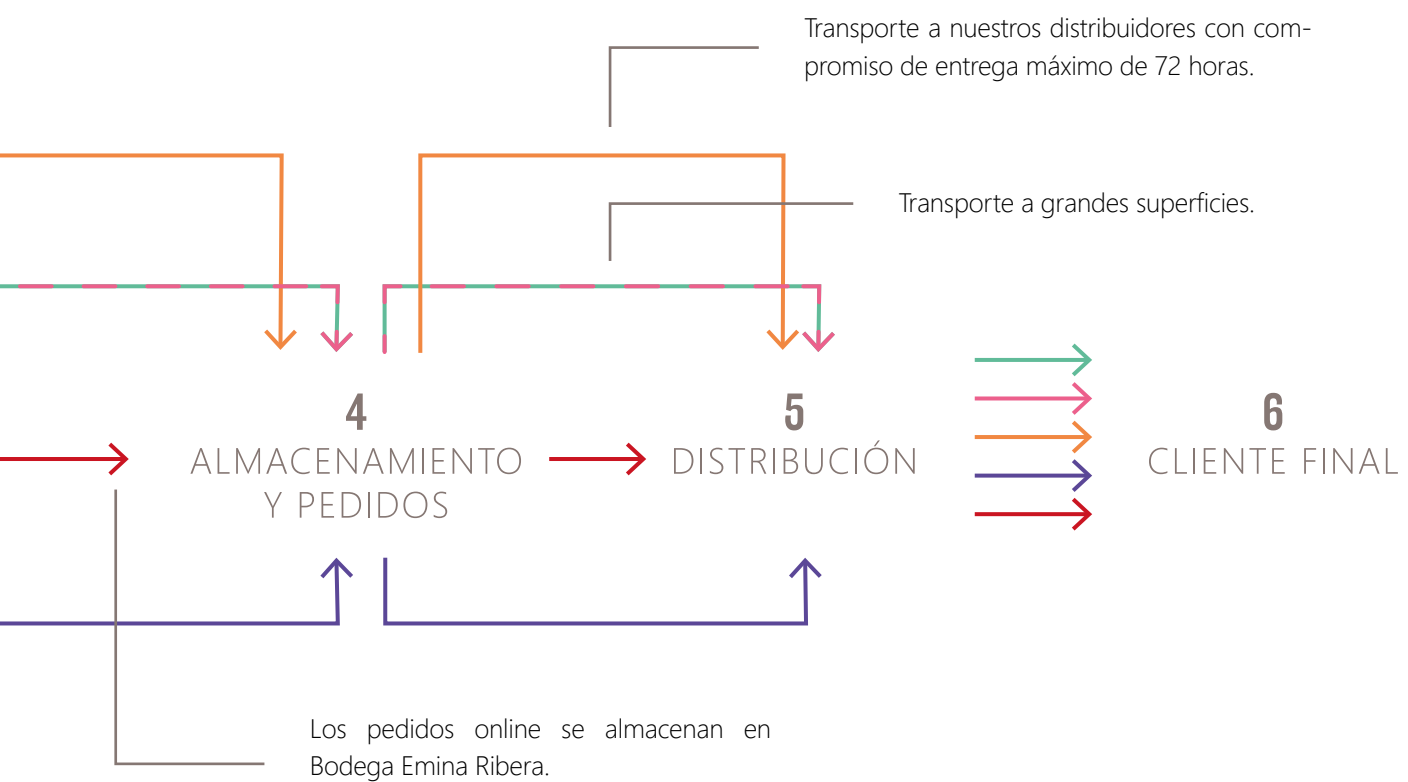 Transporte a nuestros distribuidores con com-
promiso de entrega máximo de 72 horas.
Transporte a grandes superficies.
4
ALMACENAMIENTO
Y PEDIDOS
5
DISTRIBUCIÓN
6
CLIENTE FINAL
Los pedidos online se almacenan en
Bodega Emina Ribera.